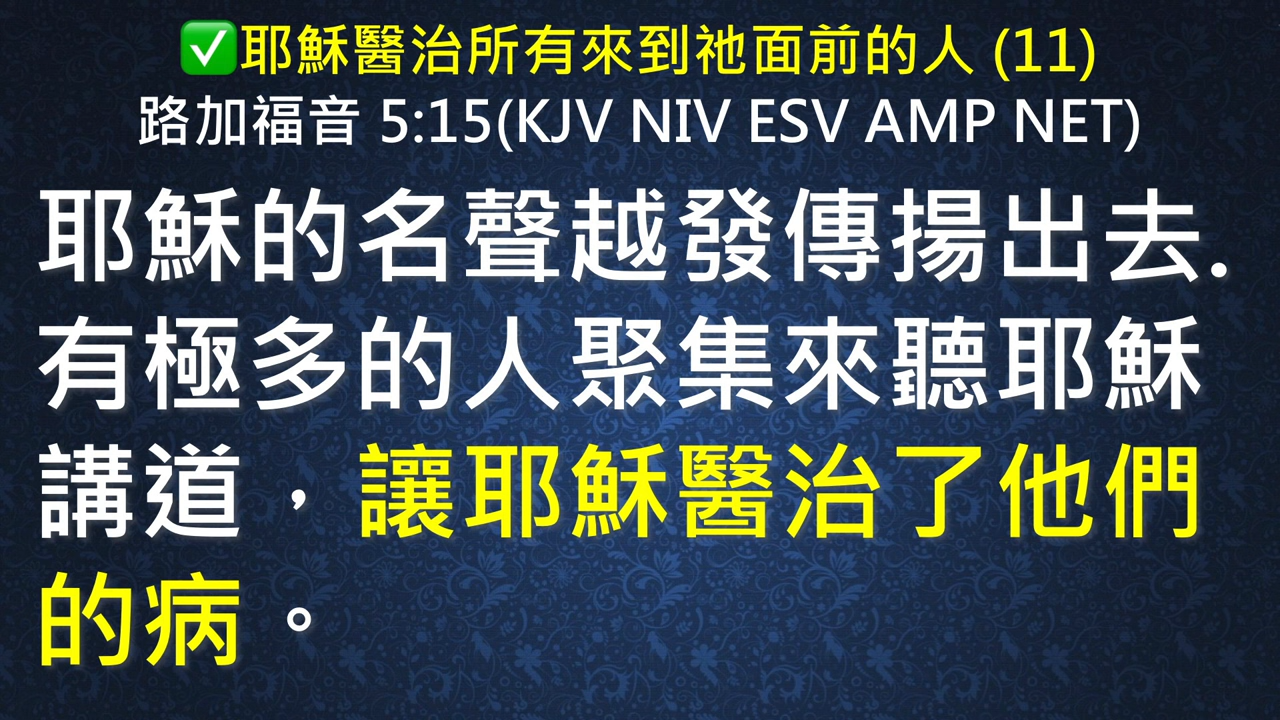 ✅耶穌醫治所有來到祂面前的人 (11)
路加福音 5:15(KJV NIV ESV AMP NET)
耶穌的名聲越發傳揚出去.
有極多的人聚集來聽耶穌
講道，讓耶穌醫治了他們
的病。